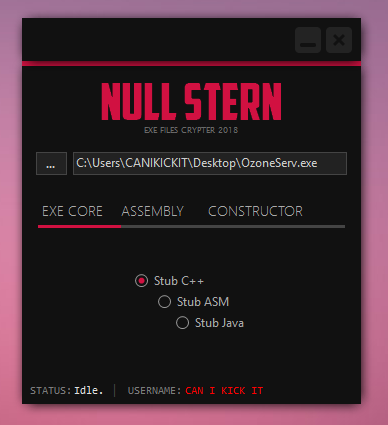 NULL STERN
EXE FILES CRYPTER 2018
... C:\Users\CANIKICKIT\Desktop\OzoneServ.exe
EXE CORE ASSEMBLY CONSTRUCTOR
Stub C++
Stub ASM
Stub Java
STATUS: Idle. | USERNAME: CAN I KICK IT